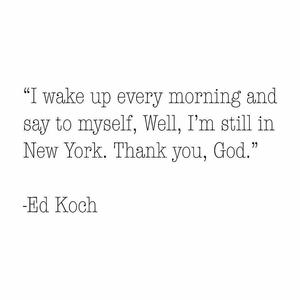 “I wake up every morning and
say to myself, Well, I’m still in
New York. Thank you, God.”
-Ed Koch